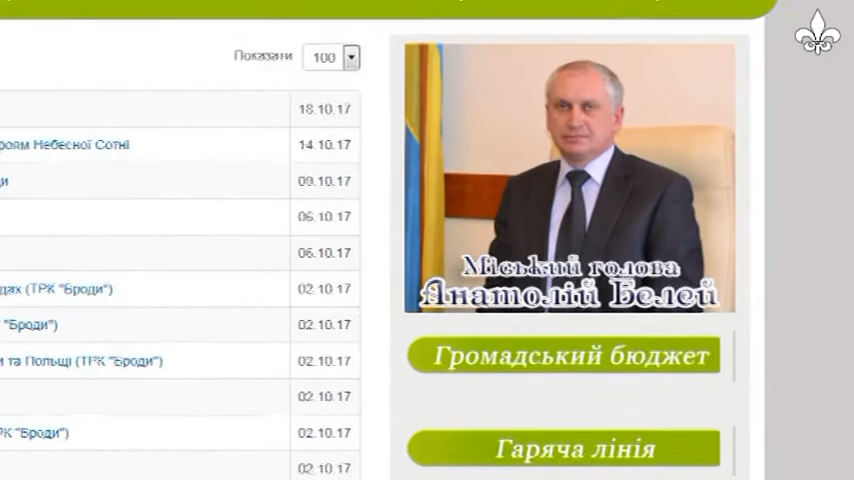 Показати 100
18.10.17
роям Небесної Сотні 14.10.17
ди 09.10.17
06.10.17
06.10.17
дах (ТРК "Броди") 02.10.17
"Броди") 02.10.17
и та Польщі (ТРК "Броди") 02.10.17
02.10.17
РК "Броди") 02.10.17
02.10.17
Міський голова
Анатолій Белей
Громадський бюджет
Гаряча лінія